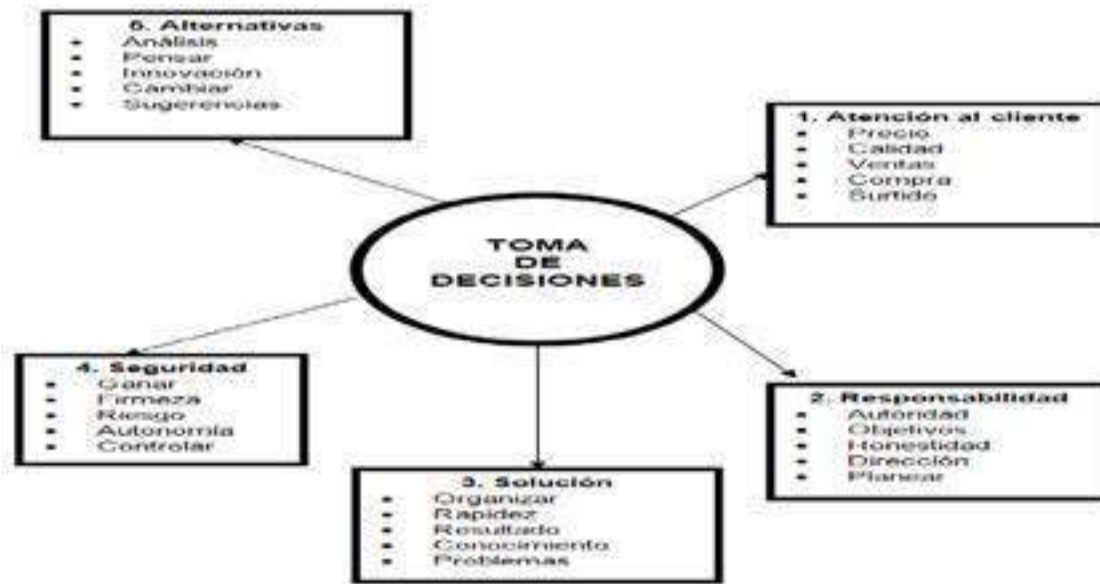 5. Alternativas
• Análisis
• Pensar
• Innovación
• Cambiar
• Sugerencias
1. Atención al cliente
• Precio
• Calidad
• Ventas
• Compra
• Surtido
TOMA
DE
DECISIONES
4. Seguridad
• Ganar
• Firmeza
• Riesgo
• Autonomía
• Controlar
2. Responsabilidad
• Autoridad
• Objetivos
• Honestidad
• Dirección
• Planear
3. Solución
• Organizar
• Rapidez
• Resultado
• Conocimiento
• Problemas